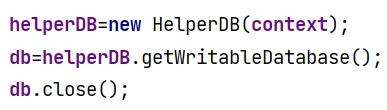 helperDB=new HelperDB(context);
db=helperDB.getWritableDatabase();
db.close();